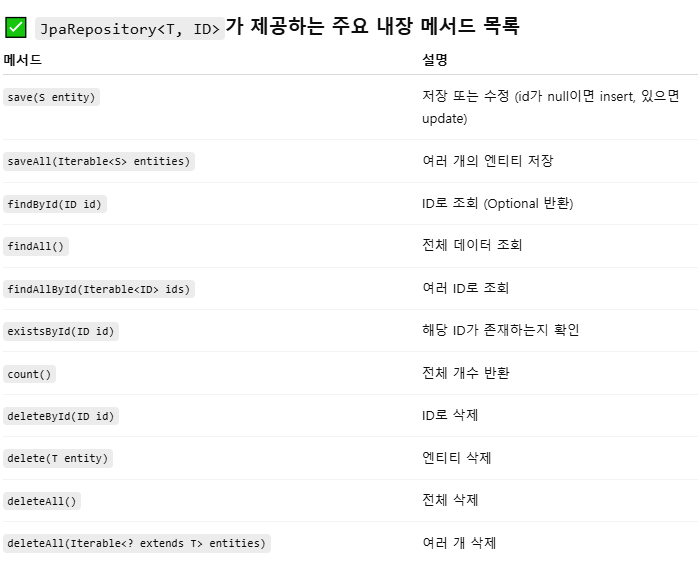 ✅ JpaRepository<T, ID>가 제공하는 주요 내장 메서드 목록
메서드 설명
save(S entity) 저장 또는 수정 (id가 null이면 insert, 있으면
update)
saveAll(Iterable<S> entities) 여러 개의 엔티티 저장
findById(ID id) ID로 조회 (Optional 반환)
findAll() 전체 데이터 조회
findAllById(Iterable<ID> ids) 여러 ID로 조회
existsById(ID id) 해당 ID가 존재하는지 확인
count() 전체 개수 반환
deleteById(ID id) ID로 삭제
delete(T entity) 엔티티 삭제
deleteAll() 전체 삭제
deleteAll(Iterable<? extends T> entities) 여러 개 삭제